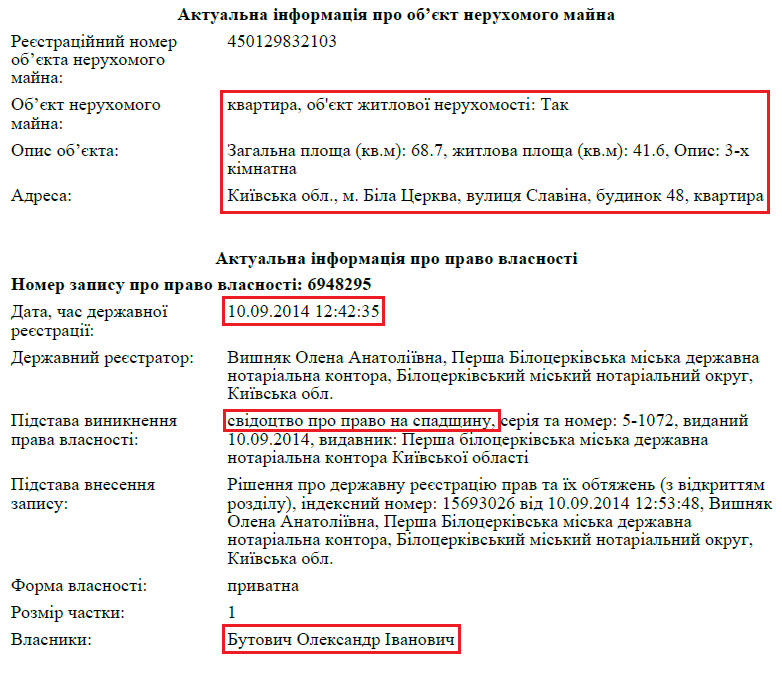 Актуальна інформація про об’єкт нерухомого майна
Реєстраційний номер
об’єкта нерухомого
майна:
450129832103
Об’єкт нерухомого
майна:
квартира, об'єкт житлової нерухомості: Так
Опис об’єкта:
Загальна площа (кв.м): 68.7, житлова площа (кв.м): 41.6, Опис: 3-х
кімнатна
Адреса:
Київська обл., м. Біла Церква, вулиця Славіна, будинок 48, квартира
Актуальна інформація про право власності
Номер запису про право власності: 6948295
Дата, час державної
реєстрації:
10.09.2014 12:42:35
Державний реєстратор:
Вишняк Олена Анатоліївна, Перша Білоцерківська міська державна
нотаріальна контора, Білоцерківський міський нотаріальний округ,
Київська обл.
Підстава виникнення
права власності:
свідоцтво про право на спадщину, серія та номер: 5-1072, виданий
10.09.2014, видавник: Перша білоцерківська міська державна
нотаріальна контора Київської області
Підстава внесення
запису:
Рішення про державну реєстрацію прав та їх обтяжень (з відкриттям
розділу), індексний номер: 15693026 від 10.09.2014 12:53:48, Вишняк
Олена Анатоліївна, Перша Білоцерківська міська державна
нотаріальна контора, Білоцерківський міський нотаріальний округ,
Київська обл.
Форма власності:
приватна
Розмір частки:
1
Власники:
Бутович Олександр Іванович